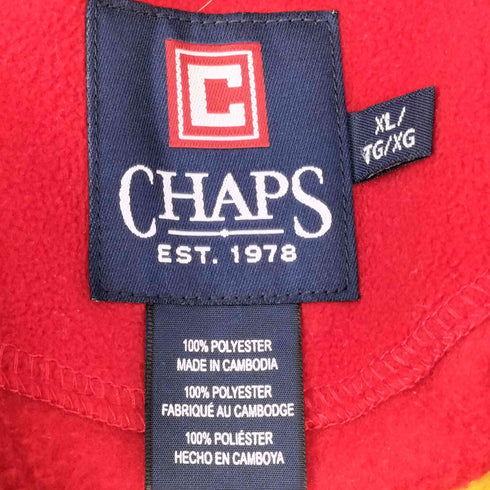 C
CHAPS
EST. 1978
XL/
TG/XG
100% POLYESTER
MADE IN CAMBODIA
100% POLYESTER
FABRIQUÉ AU CAMBODGE
100% POLIÉSTER
HECHO EN CAMBOYA